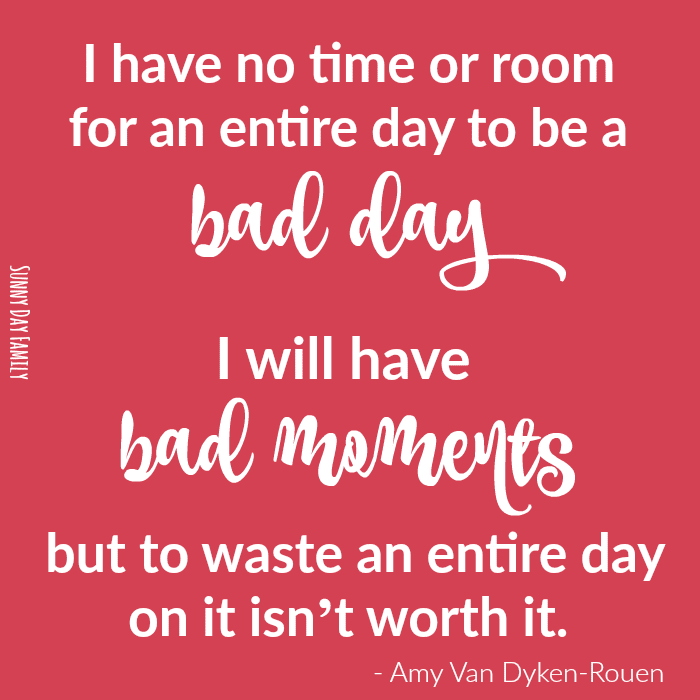 I have no time or room
for an entire day to be a
bad day
I will have
bad moments
but to waste an entire day
on it isn't worth it.
- Amy Van Dyken-Rouen
SUNNY DAY FAMILY